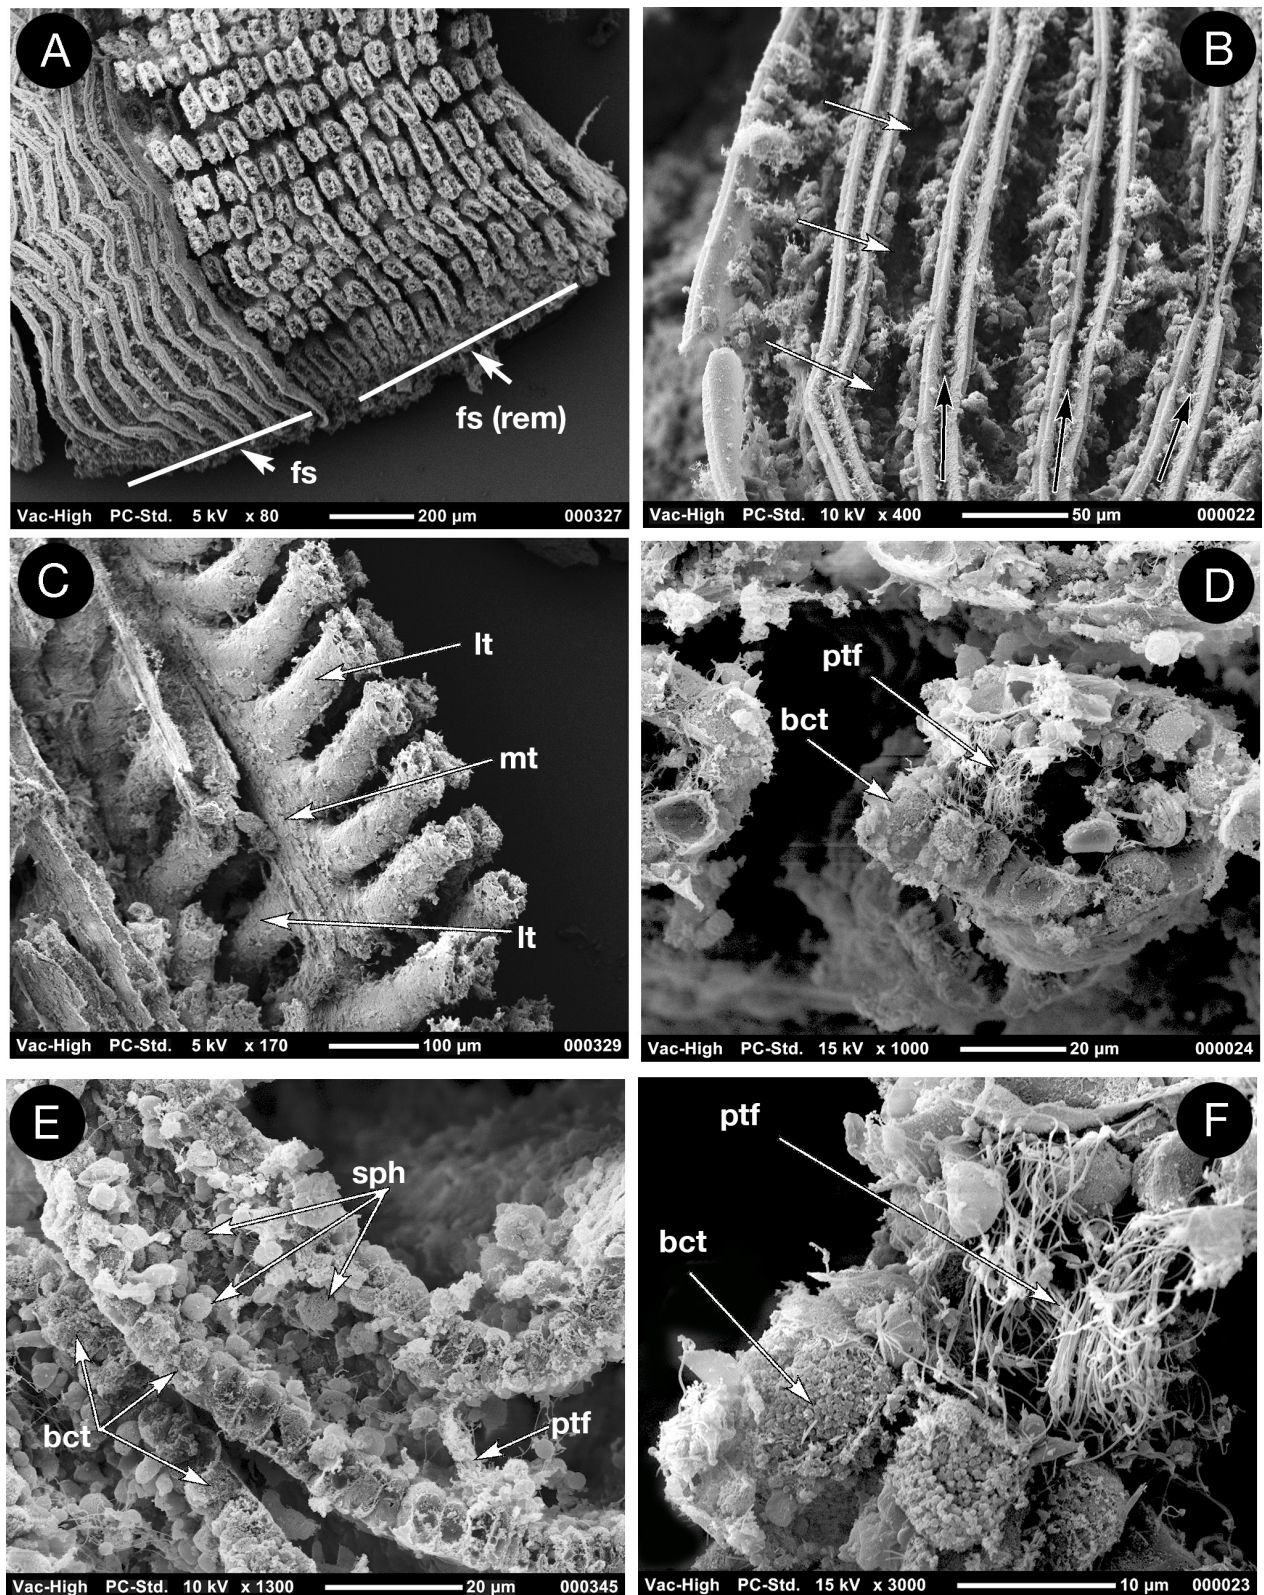 A
fs (rem)
fs
Vac-High PC-Std. 5 kV x 80 200 µm 000327
B
Vac-High PC-Std. 10 kV x 400 50 µm 000022
C
lt
mt
lt
Vac-High PC-Std. 5 kV x 170 100 µm 000329
D
ptf
bct
Vac-High PC-Std. 15 kV x 1000 20 µm 000024
E
sph
bct
ptf
Vac-High PC-Std. 10 kV x 1300 20 µm 000345
F
ptf
bct
Vac-High PC-Std. 15 kV x 3000 10 µm 000023